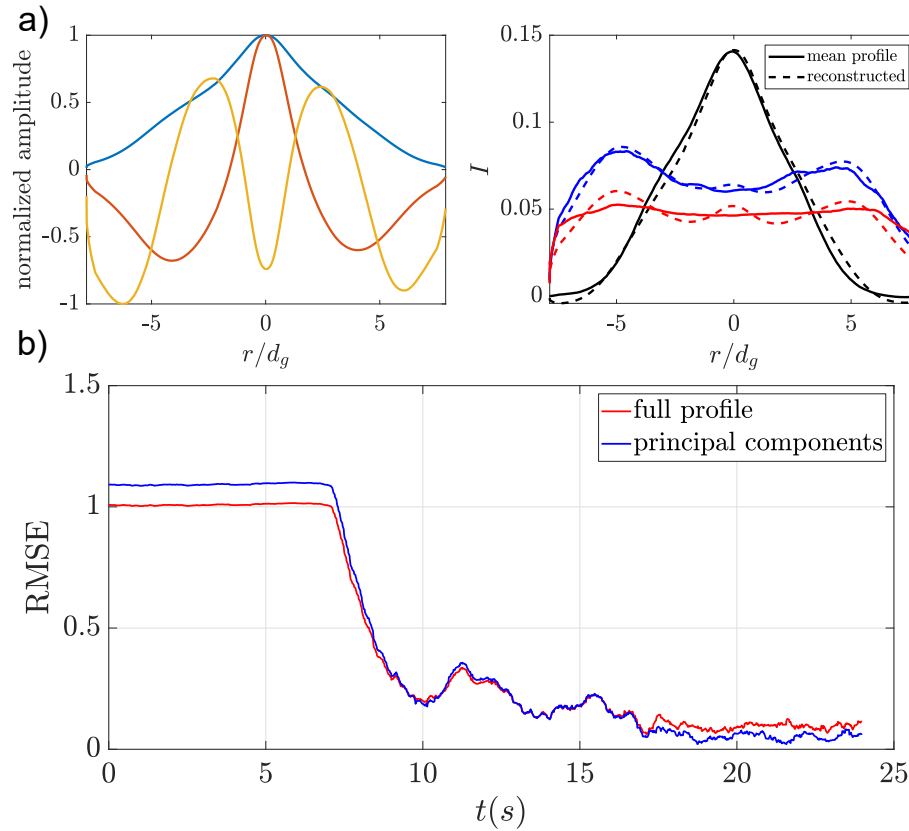 a)
normalized amplitude
1
0.5
0
-0.5
-1
-5
0
5
r/d_g
I
0.15
0.10
0.05
0
-5
0
5
r/d_g
mean profile
reconstructed
b)
RMSE
1.5
1
0.5
0
0
5
10
15
20
25
t(s)
full profile
principal components